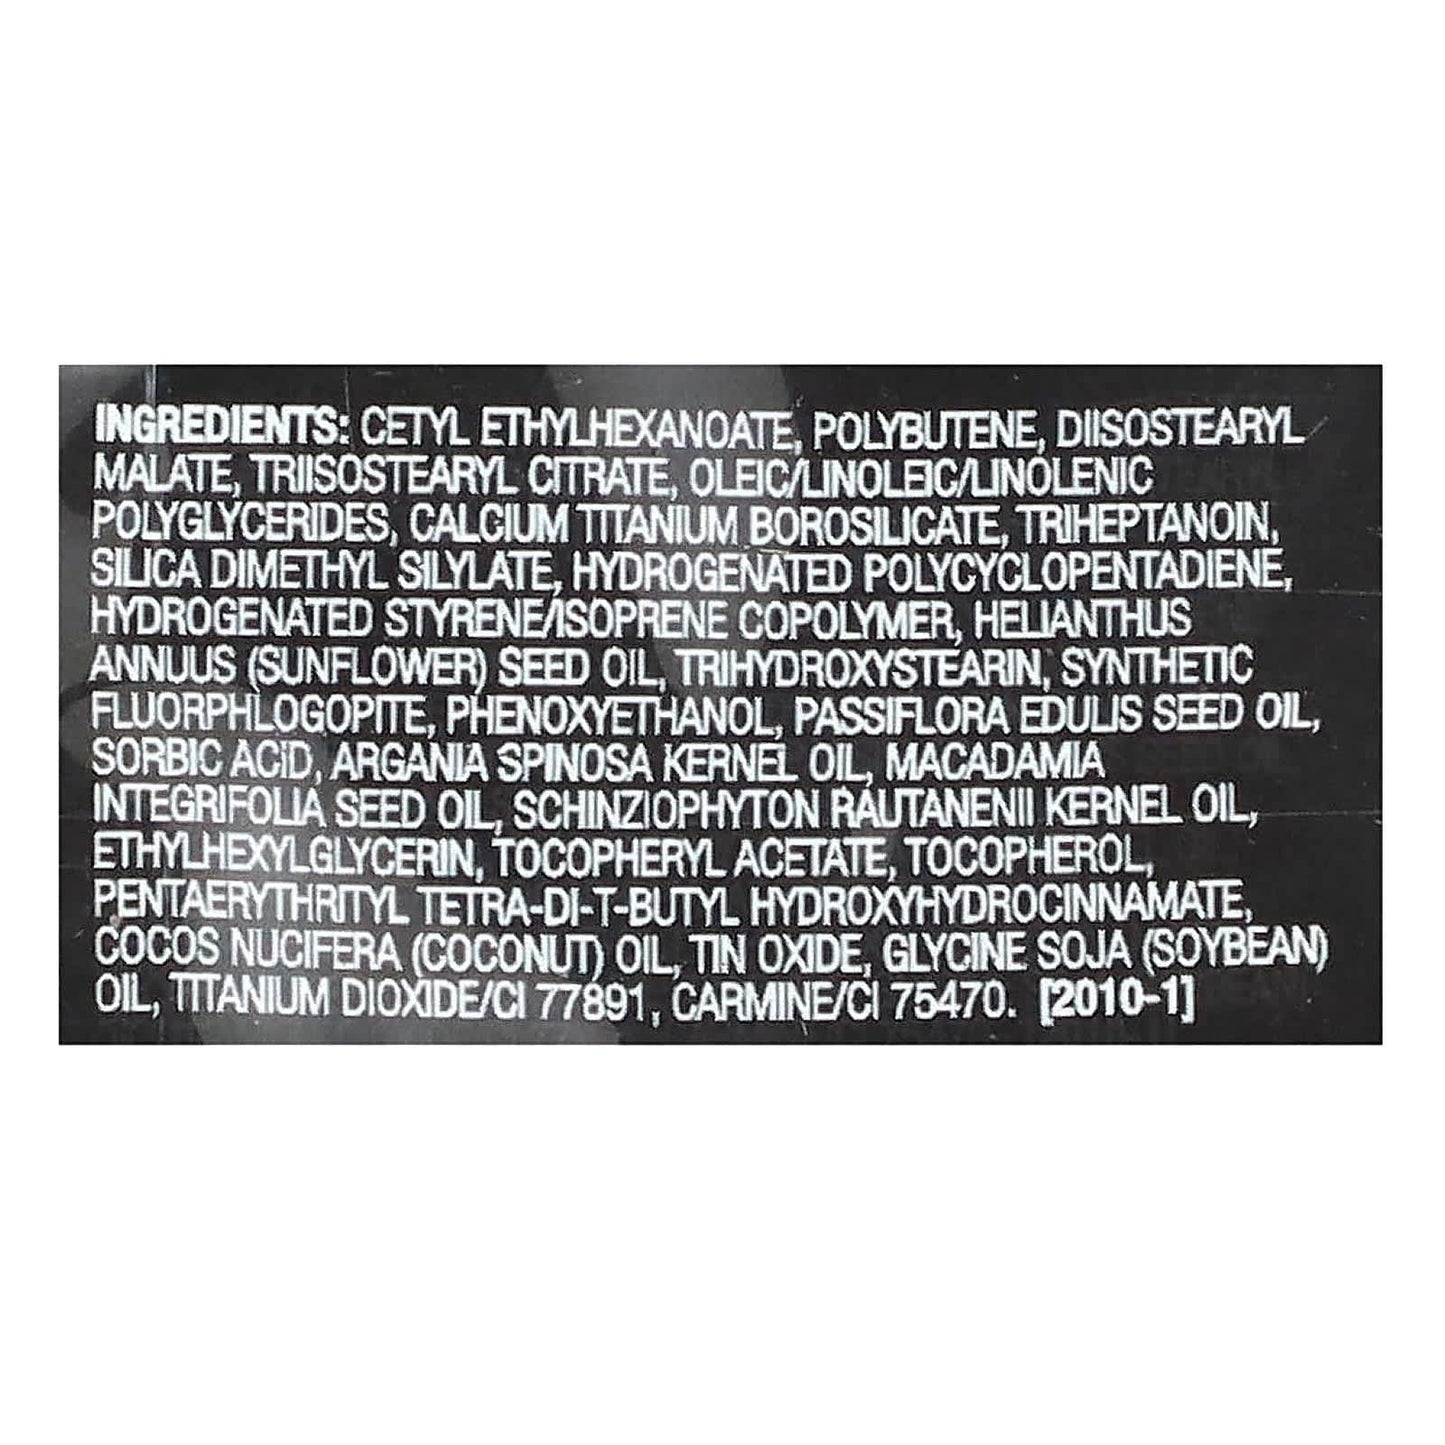 INGREDIENTS: CETYL ETHYLHEXANOATE, POLYBUTENE, DIISOSTEARYL
MALATE, TRIISOSTEARYL CITRATE, OLEIC/LINOLEIC/LINOLENIC
POLYGLYCERIDES, CALCIUM TITANIUM BOROSILICATE, TRIHEPTANOIN,
SILICA DIMETHYL SILYLATE, HYDROGENATED POLYCYCLOPENTADIENE,
HYDROGENATED STYRENE/ISOPRENE COPOLYMER, HELIANTHUS
ANNUUS (SUNFLOWER) SEED OIL, TRIHYDROXYSTEARIN, SYNTHETIC
FLUORPHLOGOPITE, PHENOXYETHANOL, PASSIFLORA EDULIS SEED OIL,
SORBIC ACID, ARGANIA SPINOSA KERNEL OIL, MACADAMIA
INTEGRIFOLIA SEED OIL, SCHINZIOPHYTON RAUTANENII KERNEL OIL,
ETHYLHEXYLGLYCERIN, TOCOPHERYL ACETATE, TOCOPHEROL,
PENTAERYTHRITYL TETRA-DI-T-BUTYL HYDROXYHYDROCINNAMATE,
COCOS NUCIFERA (COCONUT) OIL, TIN OXIDE, GLYCINE SOJA (SOYBEAN)
OIL, TITANIUM DIOXIDE/CI 77891, CARMINE/CI 75470. [2010-1]